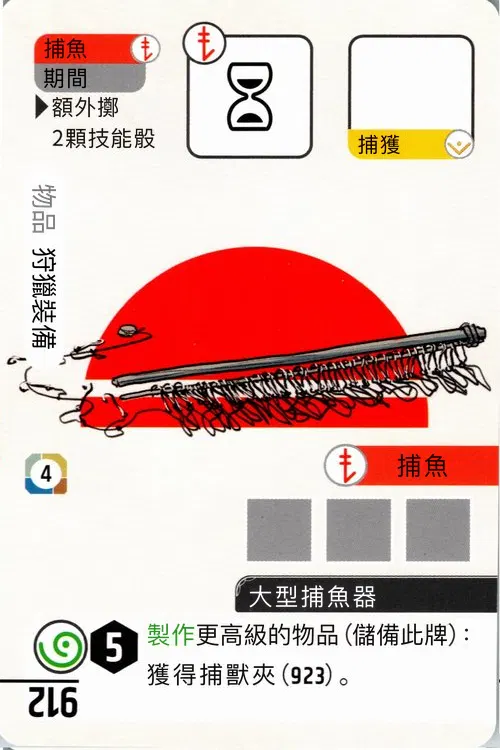 捕魚
期間
▶額外擲
2顆技能骰
捕獲
物品 狩獵裝備
4
捕魚
大型捕魚器
5 製作更高級的物品(儲備此牌)：
獲得捕獸夾(923)。
912